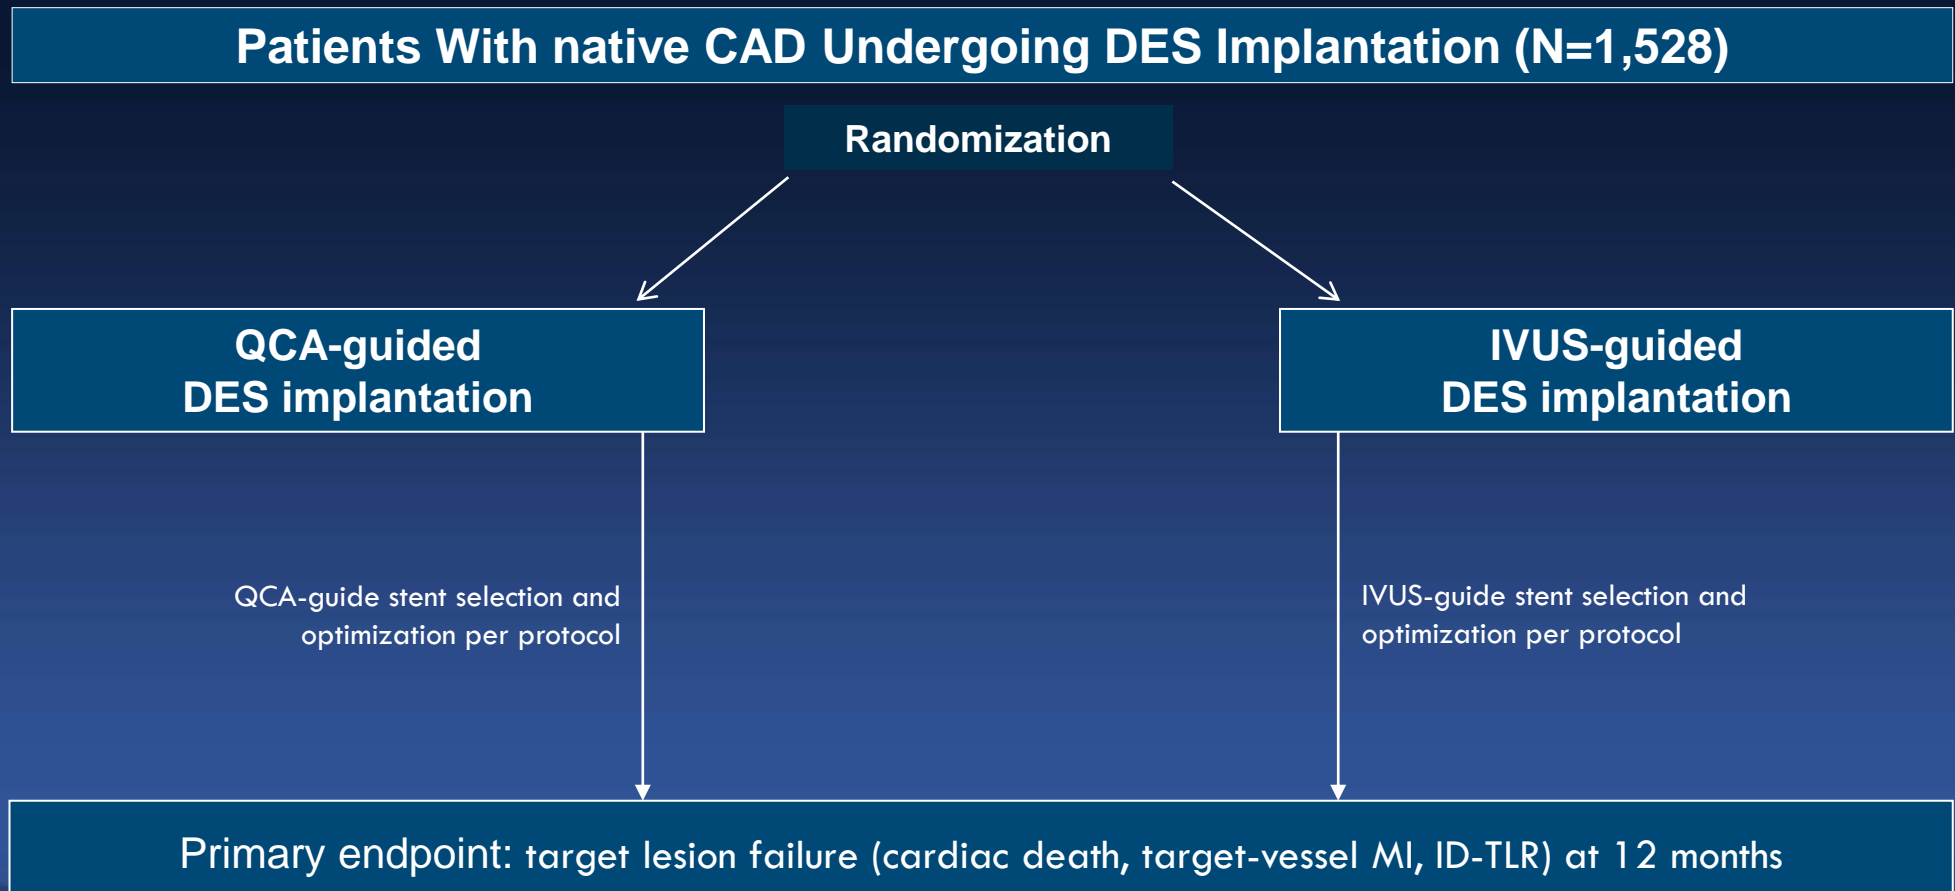 Patients With native CAD Undergoing DES Implantation (N=1,528)
Randomization
QCA-guided
DES implantation
IVUS-guided
DES implantation
QCA-guide stent selection and
optimization per protocol
IVUS-guide stent selection and
optimization per protocol
Primary endpoint: target lesion failure (cardiac death, target-vessel MI, ID-TLR) at 12 months